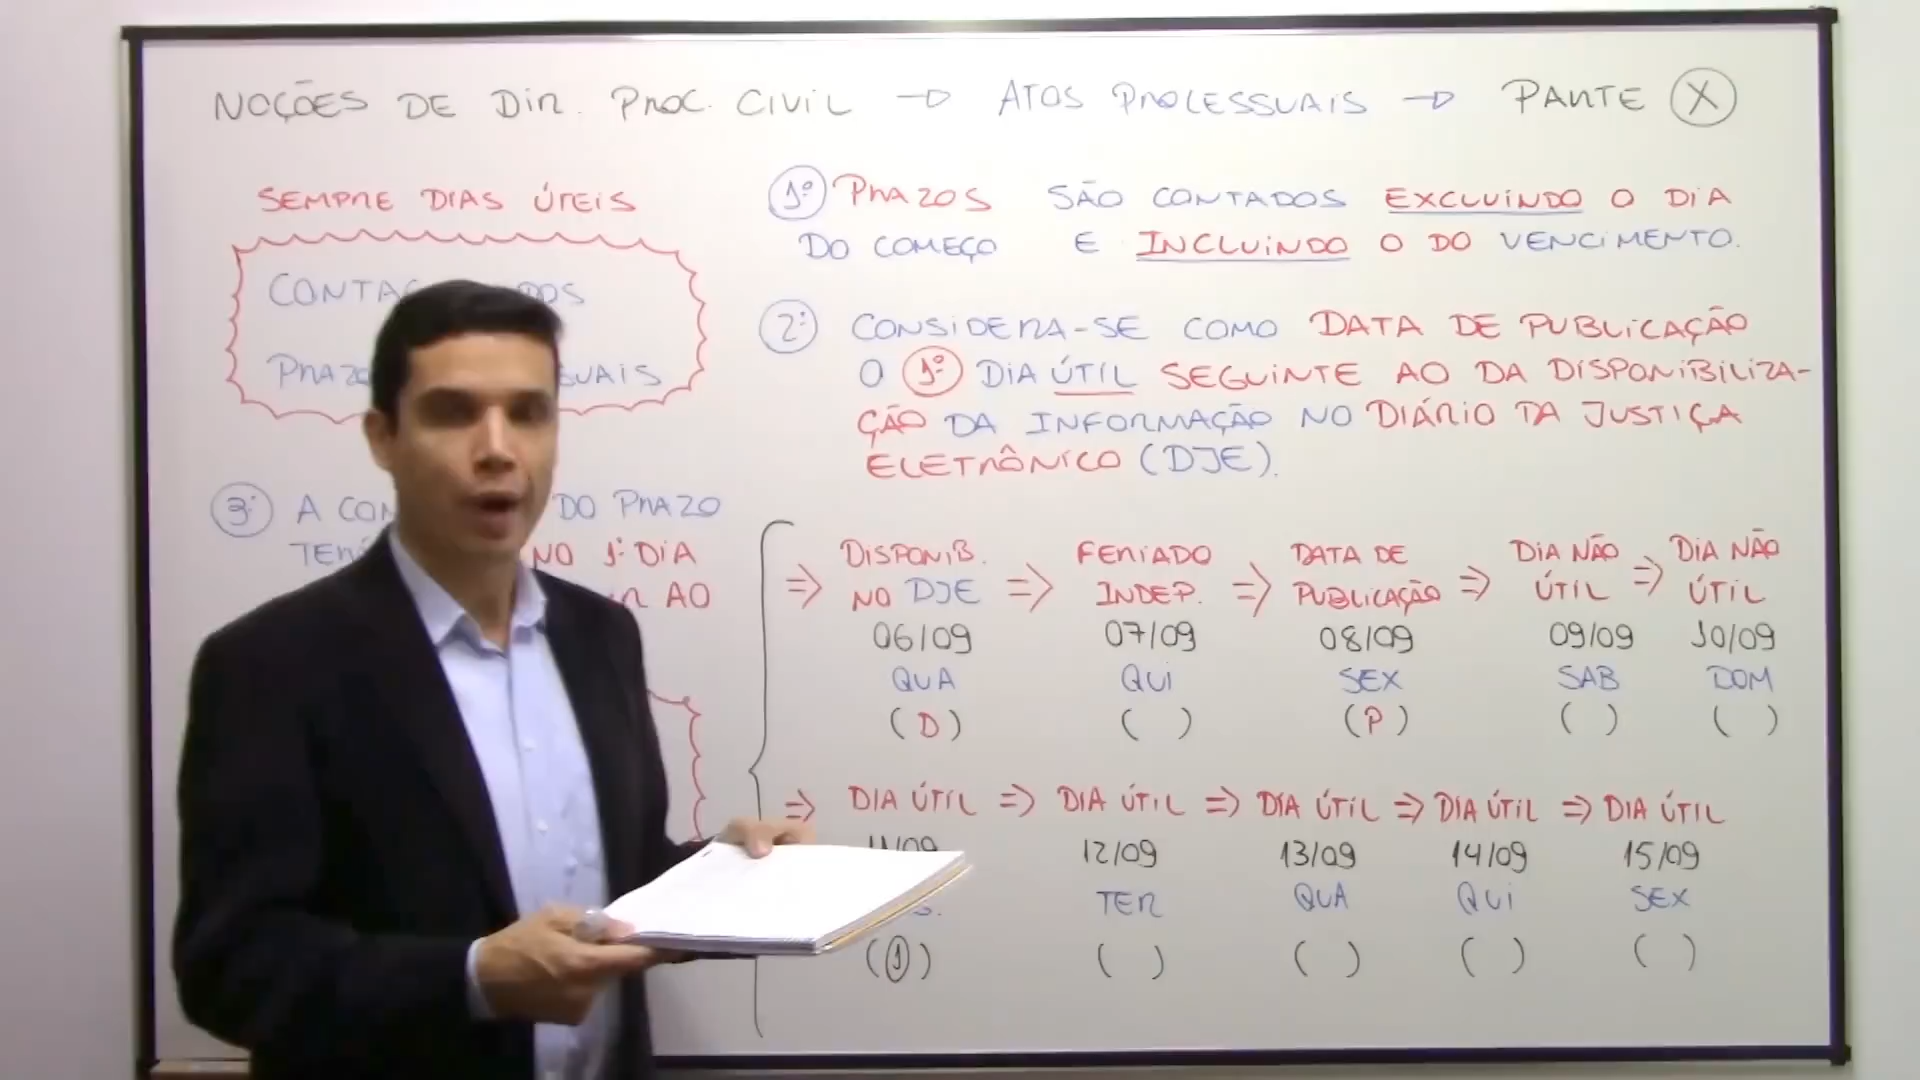 NOÇÕES DE DIR. PROC. CIVIL → ATOS PROCESSUAIS → PARTE X
SEMPRE DIAS ÚTEIS
1º PRAZOS SÃO CONTADOS EXCLUINDO O DIA
DO COMEÇO E INCLUINDO O DO VENCIMENTO.
2º CONSIDERA-SE COMO DATA DE PUBLICAÇÃO
O 1º DIA ÚTIL SEGUINTE AO DA DISPONIBILIZA-
ÇÃO DA INFORMAÇÃO NO DIÁRIO DA JUSTIÇA
ELETRÔNICO (DJE).
3º A DO PRAZO
NO 1º DIA
AO
⇒ DISPONIB. ⇒ FERIADO ⇒ DATA DE ⇒ DIA NÃO ⇒ DIA NÃO
NO DJE INDEP. PUBLICAÇÃO ÚTIL ÚTIL
06/09 07/09 08/09 09/09 10/09
QUA QUI SEX SAB DOM
(D) ( ) (P) ( ) ( )
⇒ DIA ÚTIL ⇒ DIA ÚTIL ⇒ DIA ÚTIL ⇒ DIA ÚTIL ⇒ DIA ÚTIL
11/09 12/09 13/09 14/09 15/09
TER QUA QUI SEX
(1) ( ) ( ) ( ) ( )